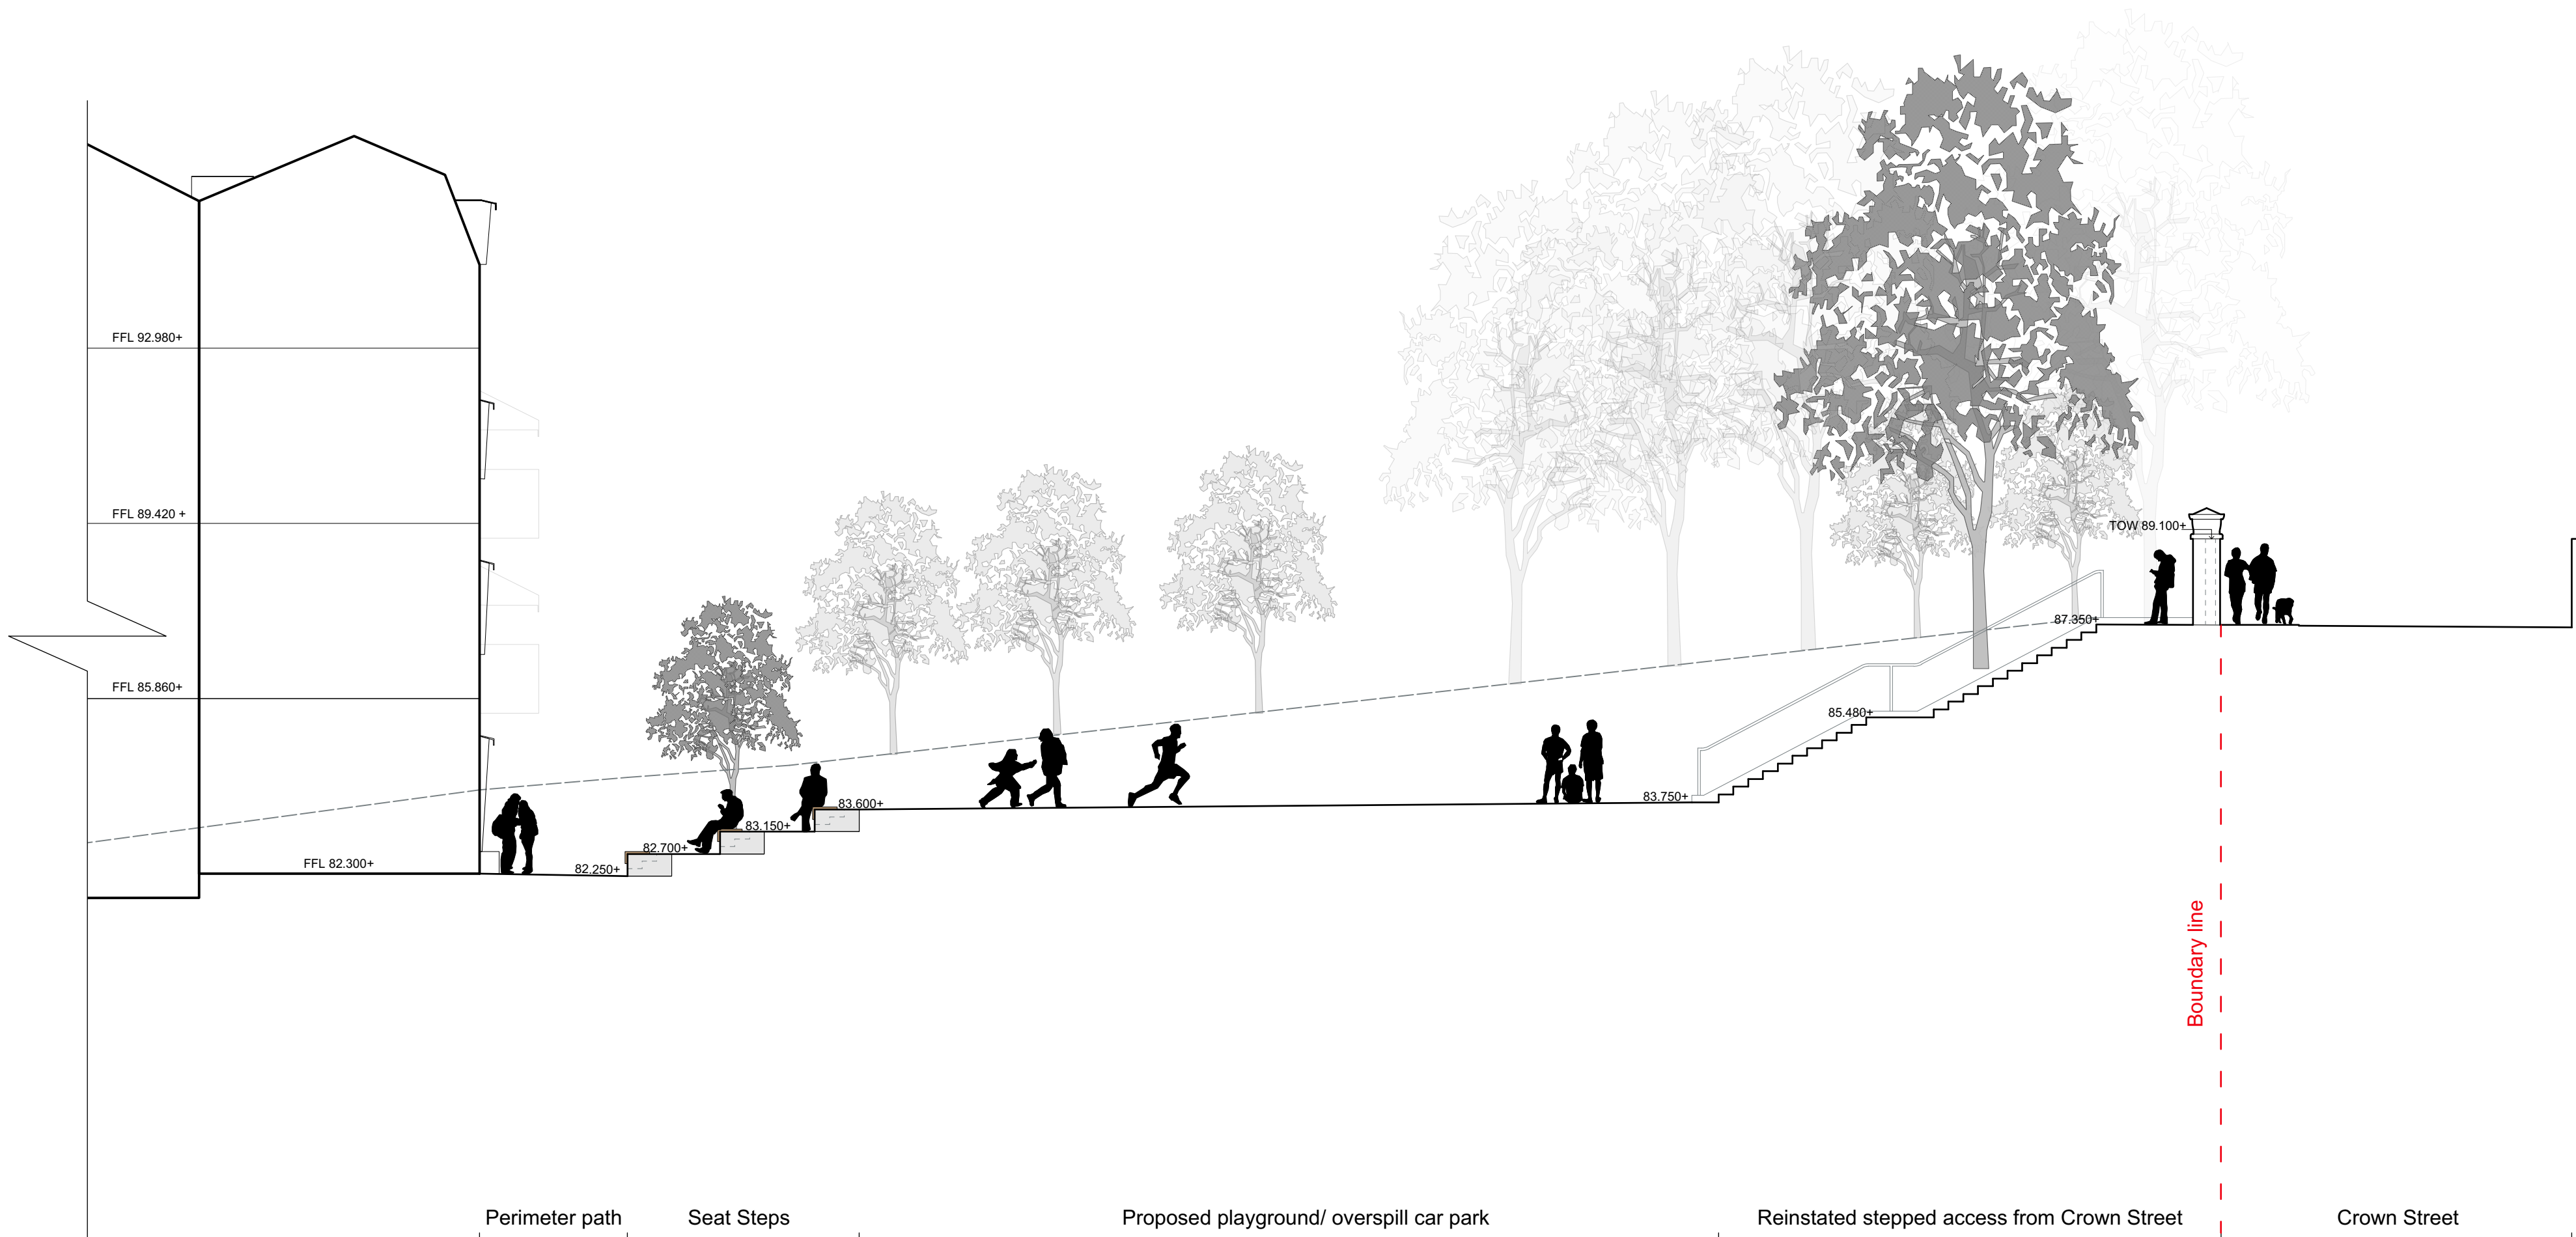 FFL 92.980+
FFL 89.420 +
TOW 89.100+
87.350+
FFL 85.860+
85.480+
83.750+
83.600+
83.150+
82.700+
FFL 82.300+
82.250+
Boundary line
Perimeter path
Seat Steps
Proposed playground/ overspill car park
Reinstated stepped access from Crown Street
Crown Street